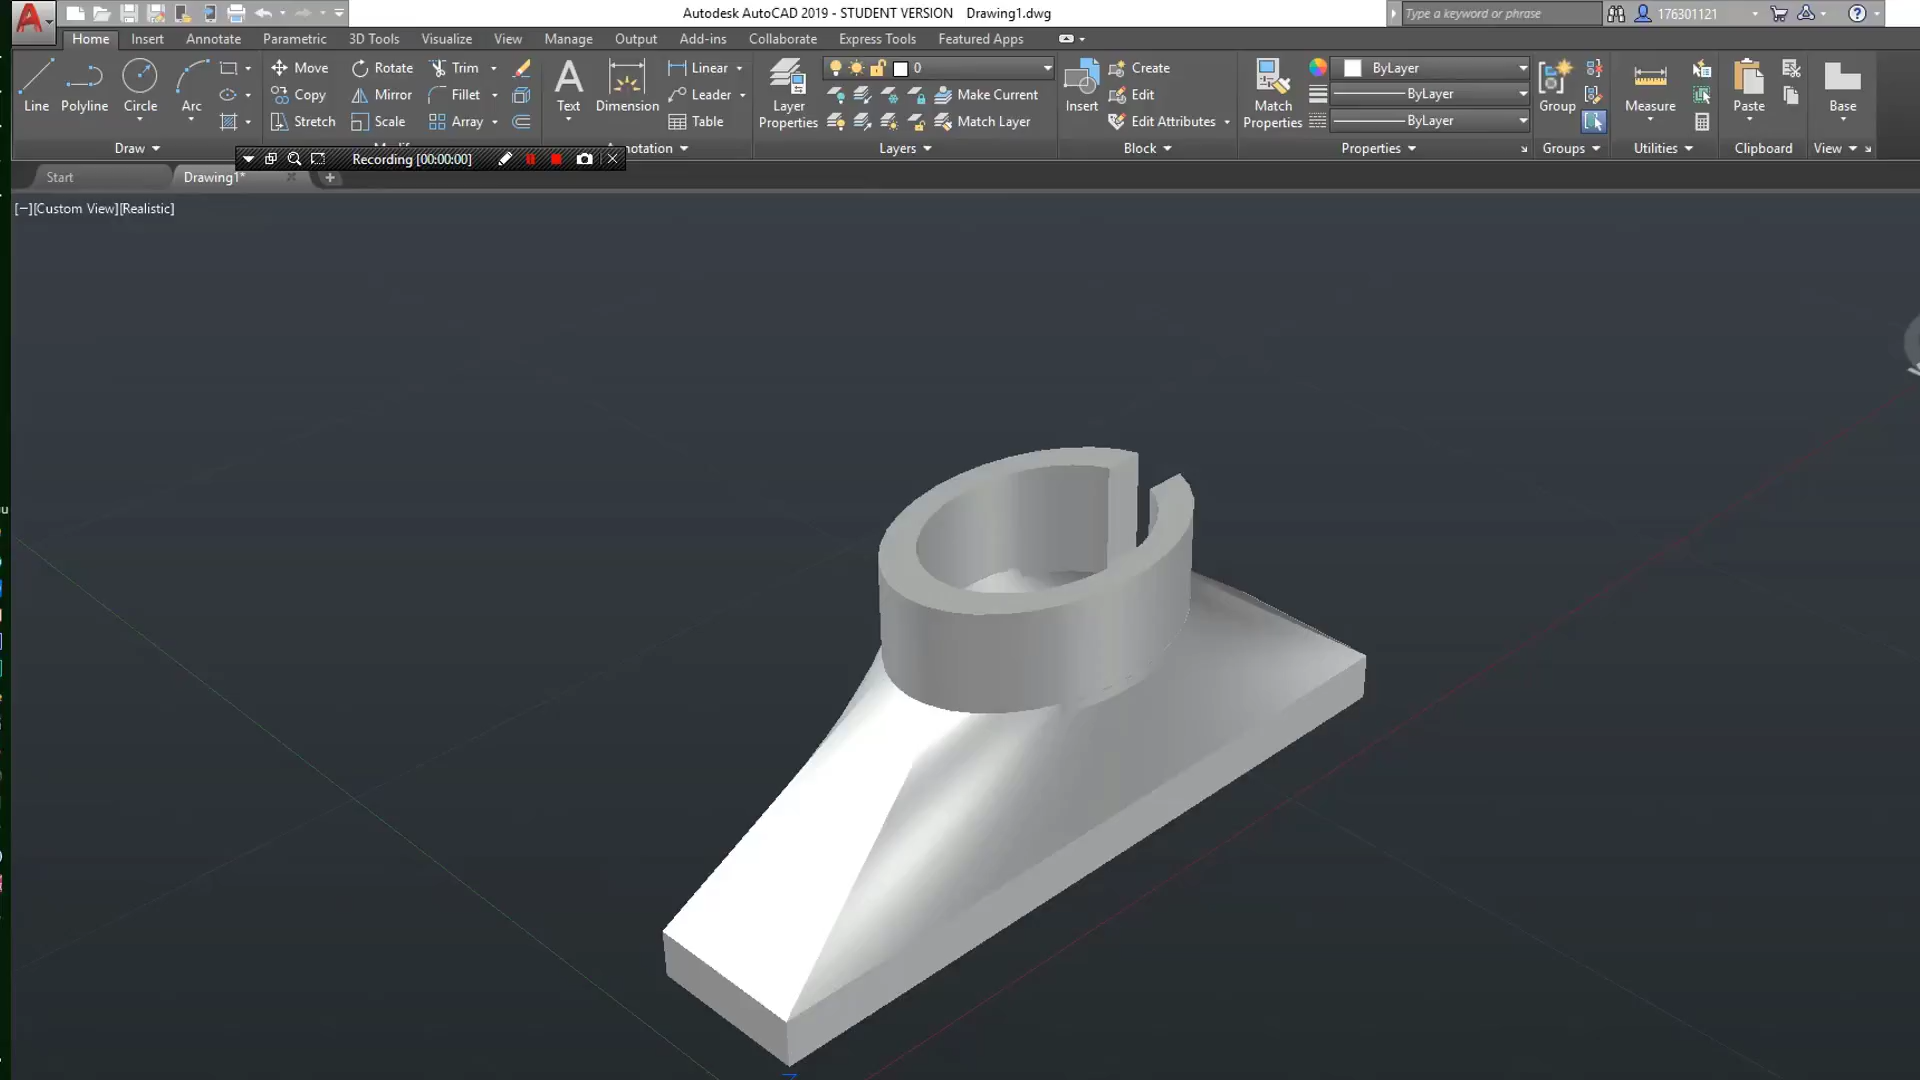 Autodesk AutoCAD 2019 - STUDENT VERSION Drawing1.dwg
Type a keyword or phrase
176301121
Home Insert Annotate Parametric 3D Tools Visualize View Manage Output Add-ins Collaborate Express Tools Featured Apps
Move Rotate Trim Linear 0 Create ByLayer
Copy Mirror Fillet Leader Make Current Edit ByLayer
Line Polyline Circle Arc Text Dimension Layer Properties Insert Match Properties Group Measure Paste Base
Stretch Scale Array Table Match Layer Edit Attributes ByLayer
Draw Layers Block Properties Groups Utilities Clipboard View
Recording [00:00:00]
Start Drawing1*
[−][Custom View][Realistic]